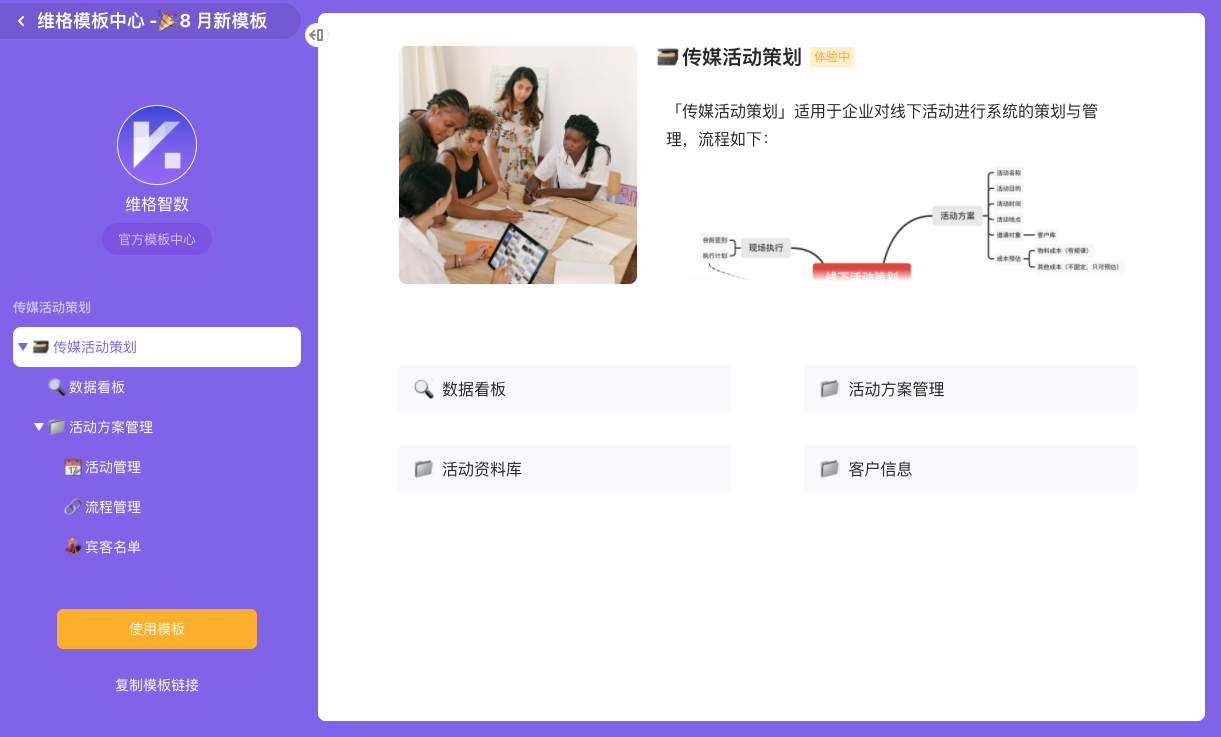 维格模板中心 -🎉8 月新模板
维格智数
官方模板中心
传媒活动策划
传媒活动策划
数据看板
活动方案管理
活动管理
流程管理
宾客名单
使用模板
复制模板链接
传媒活动策划 体验中
「传媒活动策划」适用于企业对线下活动进行系统的策划与管
理，流程如下：
活动名称
活动目的
活动时间
活动方案
活动地点
邀请对象
客户库
成本预估
物料成本（有规律）
其他成本（不固定，只可预估）
会前签到
现场执行
执行计划
线下活动策划
数据看板
活动方案管理
活动资料库
客户信息